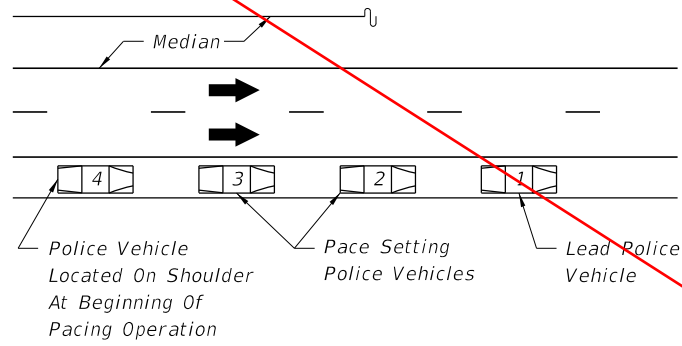 Median
4
3
2
1
Police Vehicle
Located On Shoulder
At Beginning Of
Pacing Operation
Pace Setting
Police Vehicles
Lead Police
Vehicle